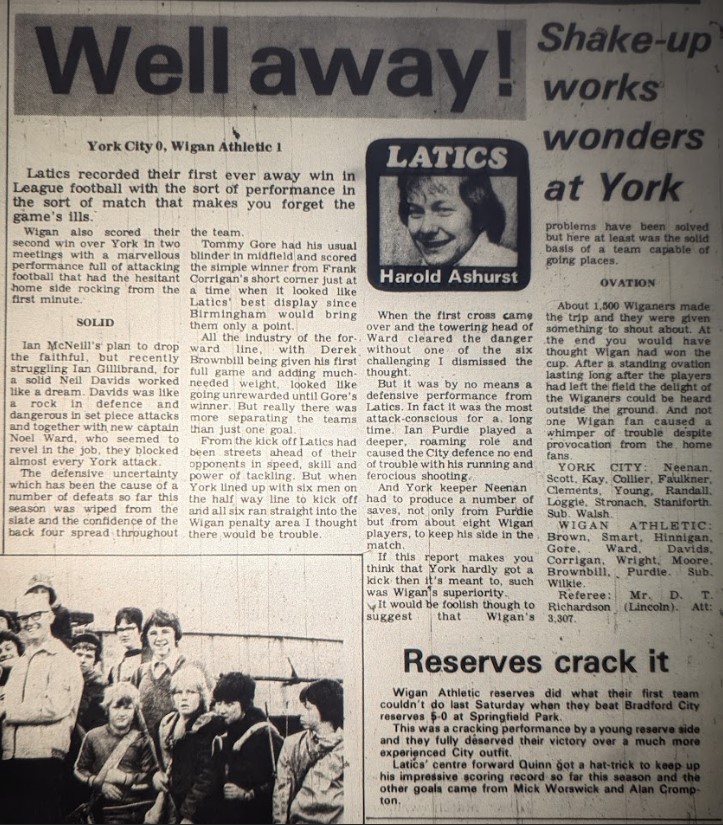 Well away!
Shake-up
works
wonders
at York
York City 0, Wigan Athletic 1
Latics recorded their first ever away win in
League football with the sort of performance in
the sort of match that makes you forget the
game's ills.
Wigan also scored their
second win over York in two
meetings with a marvellous
performance full of attacking
football that had the hesitant
home side rocking from the
first minute.
SOLID
Ian McNeill's plan to drop
the faithful, but recently
struggling Ian Gillibrand, for
a solid Neil Davids worked
like a dream. Davids was like
a rock in defence and
dangerous in set piece attacks
and together with new captain
Noel Ward, who seemed to
revel in the job, they blocked
almost every York attack.
The defensive uncertainty
which has been the cause of a
number of defeats so far this
season was wiped from the
slate and the confidence of the
back four spread throughout
the team.
Tommy Gore had his usual
blinder in midfield and scored
the simple winner from Frank
Corrigan's short corner just at
a time when it looked like
Latics' best display since
Birmingham would bring
them only a point.
All the industry of the for-
ward line, with Derek
Brownbill being given his first
full game and adding much-
needed weight, looked like
going unrewarded until Gore's
winner. But really there was
more separating the teams
than just one goal.
From the kick off Latics had
been streets ahead of their
opponents in speed, skill and
power of tackling. But when
York lined up with six men on
the half way line to kick off
and all six ran straight into the
Wigan penalty area I thought
there would be trouble.
LATICS
Harold Ashurst
When the first cross came
over and the towering head of
Ward cleared the danger
without one of the six
challenging I dismissed the
thought.
But it was by no means a
defensive performance from
Latics. In fact it was the most
attack-conscious for a long
time. Ian Purdie played a
deeper, roaming role and
caused the City defence no end
of trouble with his running and
ferocious shooting.
And York keeper Neenan
had to produce a number of
saves, not only from Purdie
but from about eight Wigan
players, to keep his side in the
match.
If this report makes you
think that York hardly got a
kick then it's meant to, such
was Wigan's superiority.
It would be foolish though to
suggest that Wigan's
problems have been solved
but here at least was the solid
basis of a team capable of
going places.
OVATION
About 1,500 Wiganers made
the trip and they were given
something to shout about. At
the end you would have
thought Wigan had won the
cup. After a standing ovation
lasting long after the players
had left the field the delight of
the Wiganers could be heard
outside the ground. And not
one Wigan fan caused a
whimper of trouble despite
provocation from the home
fans.
YORK CITY: Neenan,
Scott, Kay, Collier, Faulkner,
Clements, Young, Randall,
Loggie, Stronach, Staniforth.
Sub. Walsh.
WIGAN ATHLETIC:
Brown, Smart, Hinnigan,
Gore, Ward, Davids,
Corrigan, Wright, Moore,
Brownbill, Purdie. Sub.
Wilkie.
Referee: Mr. D. T.
Richardson (Lincoln). Att:
3,307.
Reserves crack it
Wigan Athletic reserves did what their first team
couldn't do last Saturday when they beat Bradford City
reserves 5-0 at Springfield Park.
This was a cracking performance by a young reserve side
and they fully deserved their victory over a much more
experienced City outfit.
Latics' centre forward Quinn got a hat-trick to keep up
his impressive scoring record so far this season and the
other goals came from Mick Worswick and Alan Cromp-
ton.